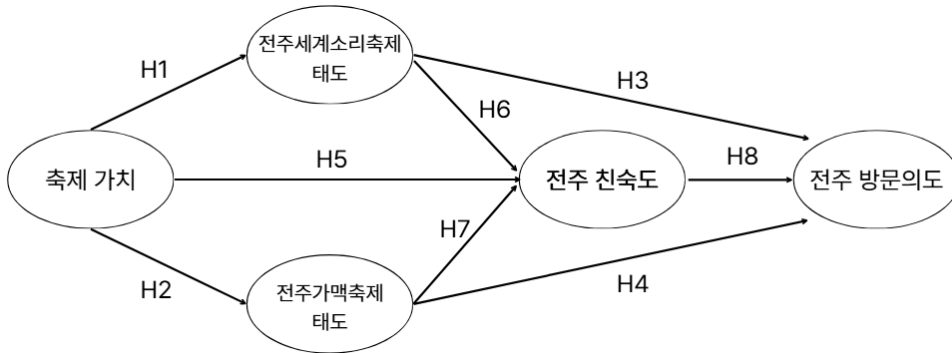 전주세계소리축제
태도
H1
H3
H6
축제 가치
H5
전주 친숙도
H8
전주 방문의도
H7
H2
전주가맥축제
태도
H4